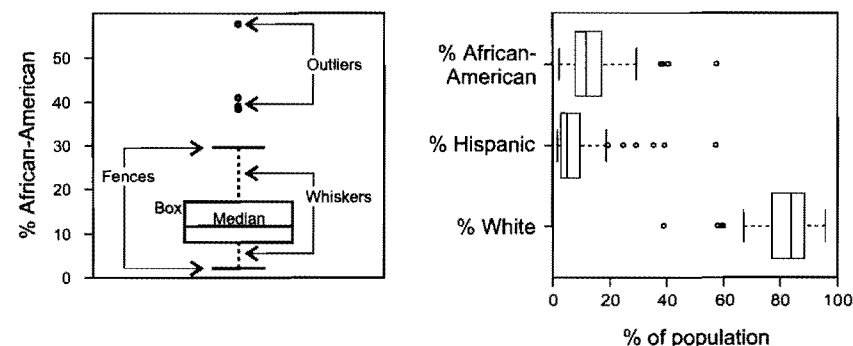 % African-American
50
40
30
20
10
0
Outliers
Fences
Whiskers
Box
Median
% African-
American
% Hispanic
% White
0
20
40
60
80
100
% of population